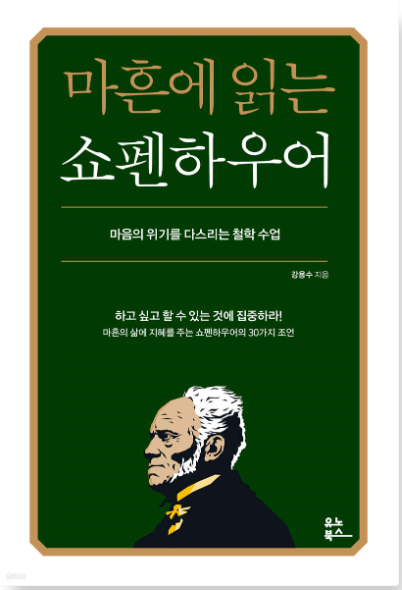 마흔에 읽는
쇼펜하우어
마음의 위기를 다스리는 철학 수업
강용수 지음
하고 싶고 할 수 있는 것에 집중하라!
마흔의 삶에 지혜를 주는 쇼펜하우어의 30가지 조언
유노
북스